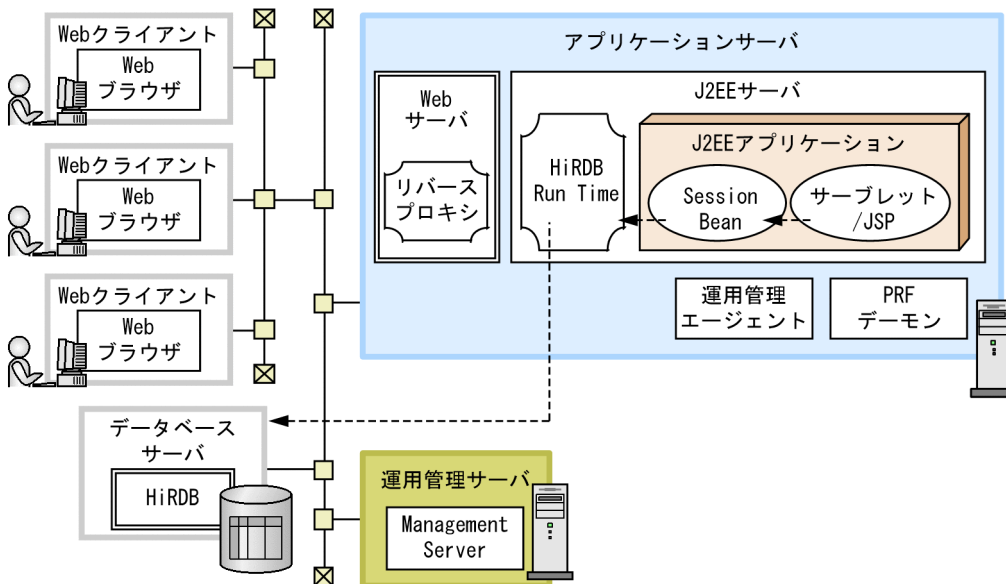 Webクライアント
Web
ブラウザ
Webクライアント
Web
ブラウザ
Webクライアント
Web
ブラウザ
アプリケーションサーバ
Web
サーバ
リバース
プロキシ
J2EEサーバ
HiRDB
Run Time
J2EEアプリケーション
Session
Bean
サーブレット
/JSP
運用管理
エージェント
PRF
デーモン
データベース
サーバ
HiRDB
運用管理サーバ
Management
Server